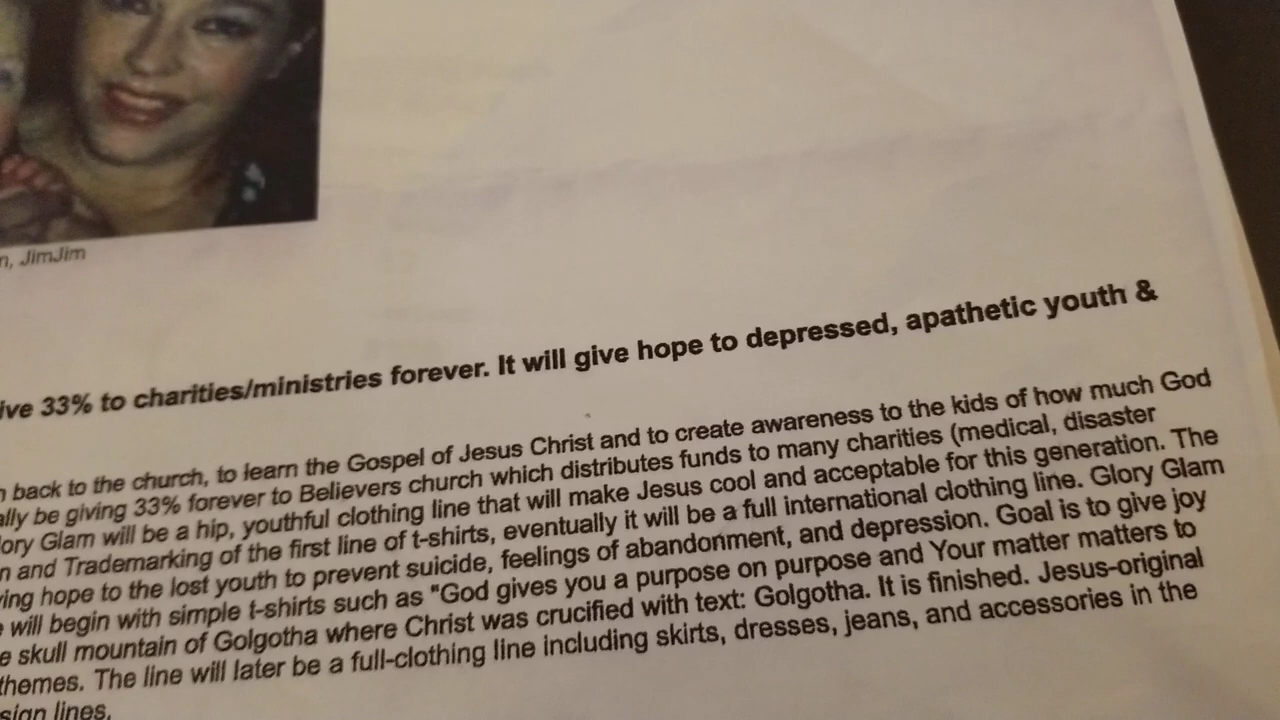 n, JimJim
ive 33% to charities/ministries forever. It will give hope to depressed, apathetic youth &
n back to the church, to learn the Gospel of Jesus Christ and to create awareness to the kids of how much God
ally be giving 33% forever to Believers church which distributes funds to many charities (medical, disaster
lory Glam will be a hip, youthful clothing line that will make Jesus cool and acceptable for this generation. The
n and Trademarking of the first line of t-shirts, eventually it will be a full international clothing line. Glory Glam
ving hope to the lost youth to prevent suicide, feelings of abandonment, and depression. Goal is to give joy
e will begin with simple t-shirts such as "God gives you a purpose on purpose and Your matter matters to
e skull mountain of Golgotha where Christ was crucified with text: Golgotha. It is finished. Jesus-original
themes. The line will later be a full-clothing line including skirts, dresses, jeans, and accessories in the
sign lines.